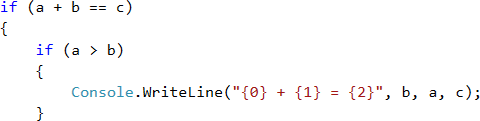 if (a + b == c)
{
    if (a > b)
    {
        Console.WriteLine("{0} + {1} = {2}", b, a, c);
    }